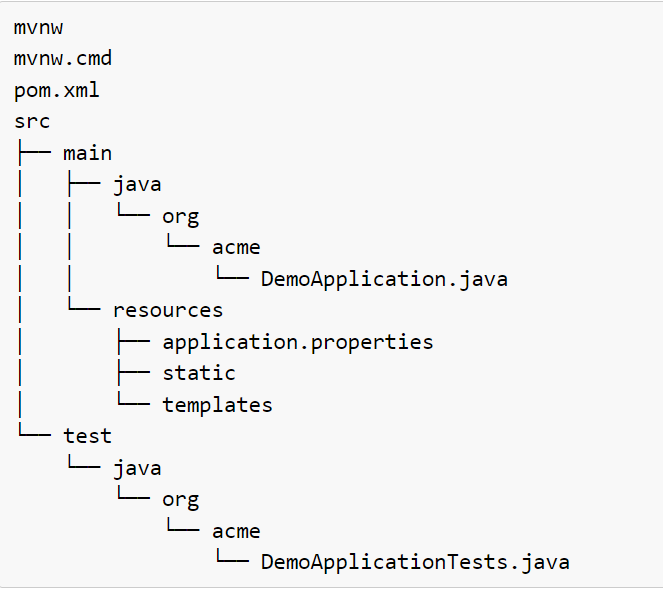 mvnw
mvnw.cmd
pom.xml
src
├── main
│   ├── java
│   │   └── org
│   │       └── acme
│   │           └── DemoApplication.java
│   └── resources
│       ├── application.properties
│       ├── static
│       └── templates
└── test
    └── java
        └── org
            └── acme
                └── DemoApplicationTests.java